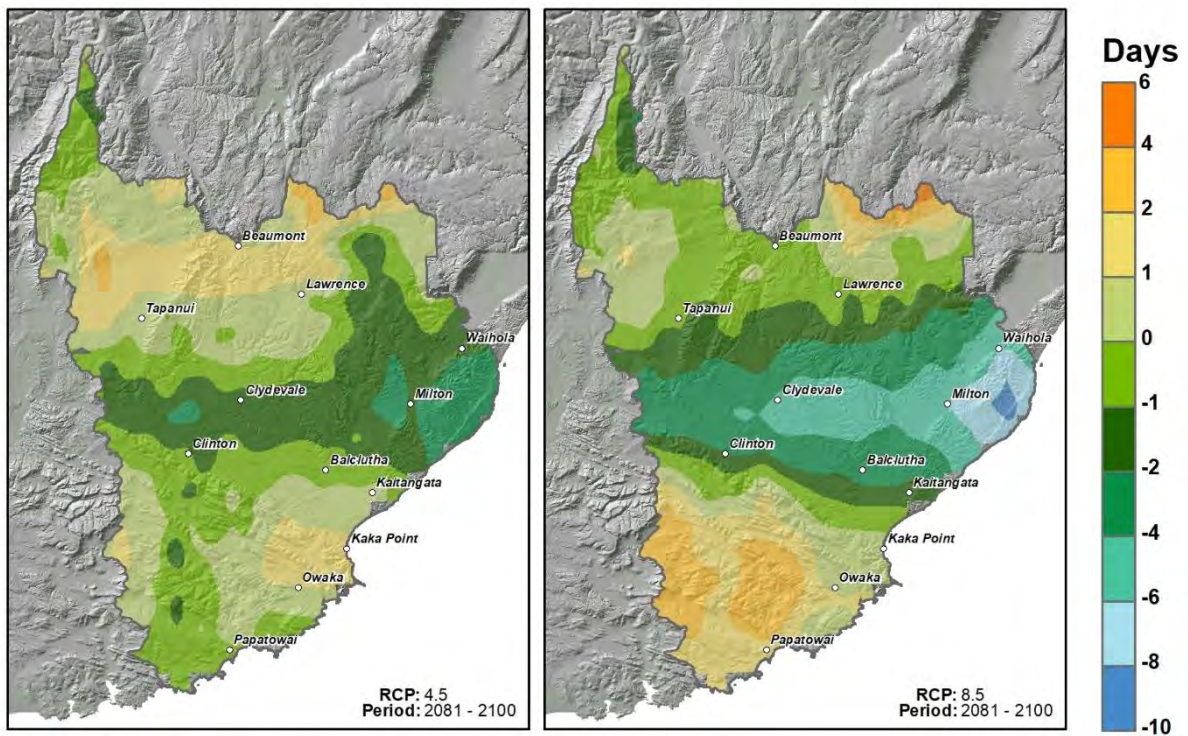 Beaumont
Lawrence
Tapanui
Waihola
Clydevale
Milton
Clinton
Balclutha
Kaitangata
Kaka Point
Owaka
Papatowai
RCP: 4.5
Period: 2081 - 2100
Beaumont
Lawrence
Tapanui
Waihola
Clydevale
Milton
Clinton
Balclutha
Kaitangata
Kaka Point
Owaka
Papatowai
RCP: 8.5
Period: 2081 - 2100
Days
6
4
2
1
0
-1
-2
-4
-6
-8
-10